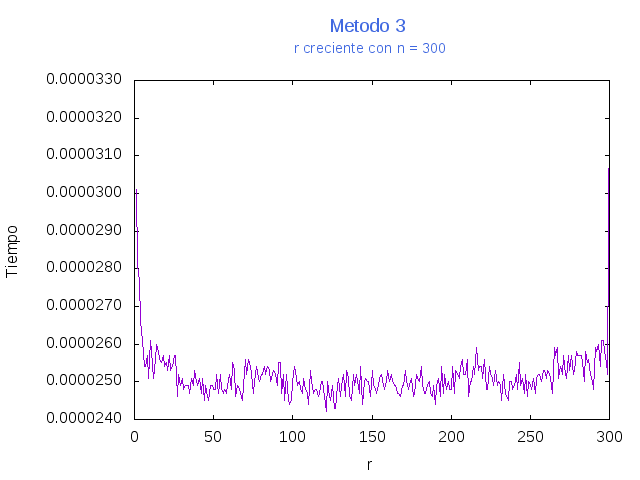 Metodo 3
r creciente con n = 300
0.0000330
0.0000320
0.0000310
0.0000300
0.0000290
0.0000280
0.0000270
0.0000260
0.0000250
0.0000240
Tiempo
0 50 100 150 200 250 300
r